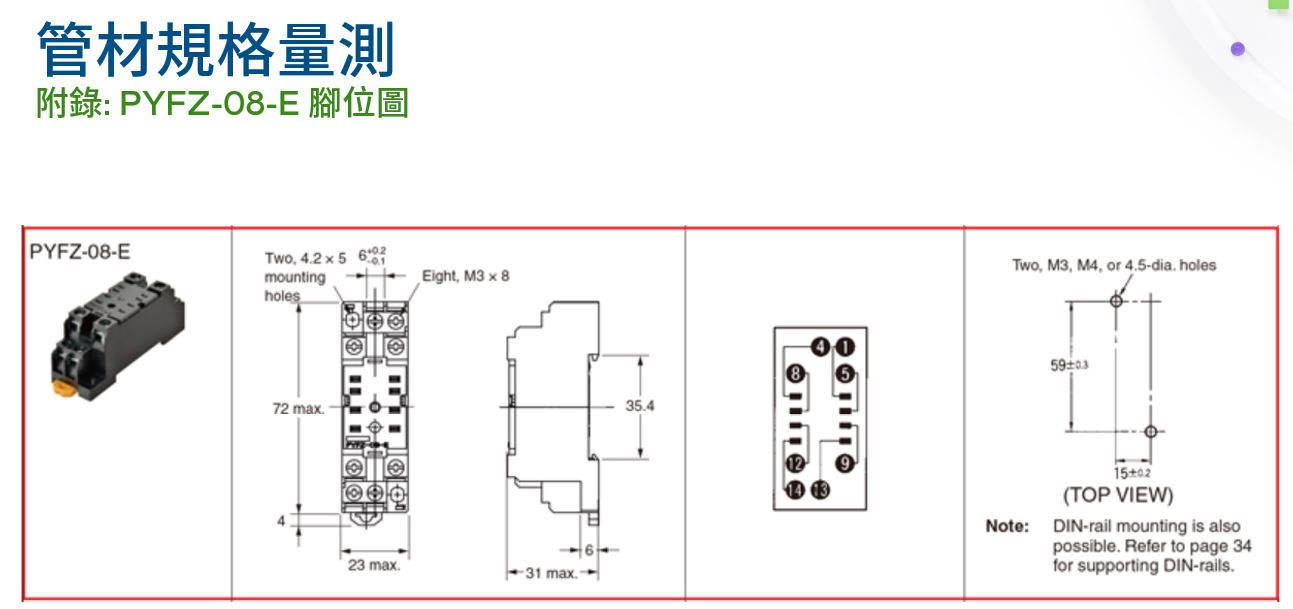 管材規格量測
附錄: PYFZ-08-E 腳位圖
PYFZ-08-E
Two, 4.2 × 5
mounting
holes
6+0.2 -0.1
Eight, M3 × 8
72 max.
PYFZ-08-E
4
23 max.
35.4
6
31 max.
4 1
8 5
12 9
14 13
Two, M3, M4, or 4.5-dia. holes
59±0.3
15±0.2
(TOP VIEW)
Note: DIN-rail mounting is also
possible. Refer to page 34
for supporting DIN-rails.